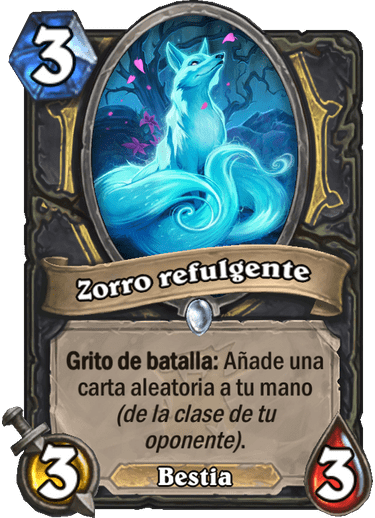 3
Zorro refulgente
Grito de batalla: Añade una
carta aleatoria a tu mano
(de la clase de tu
oponente).
3
Bestia
3